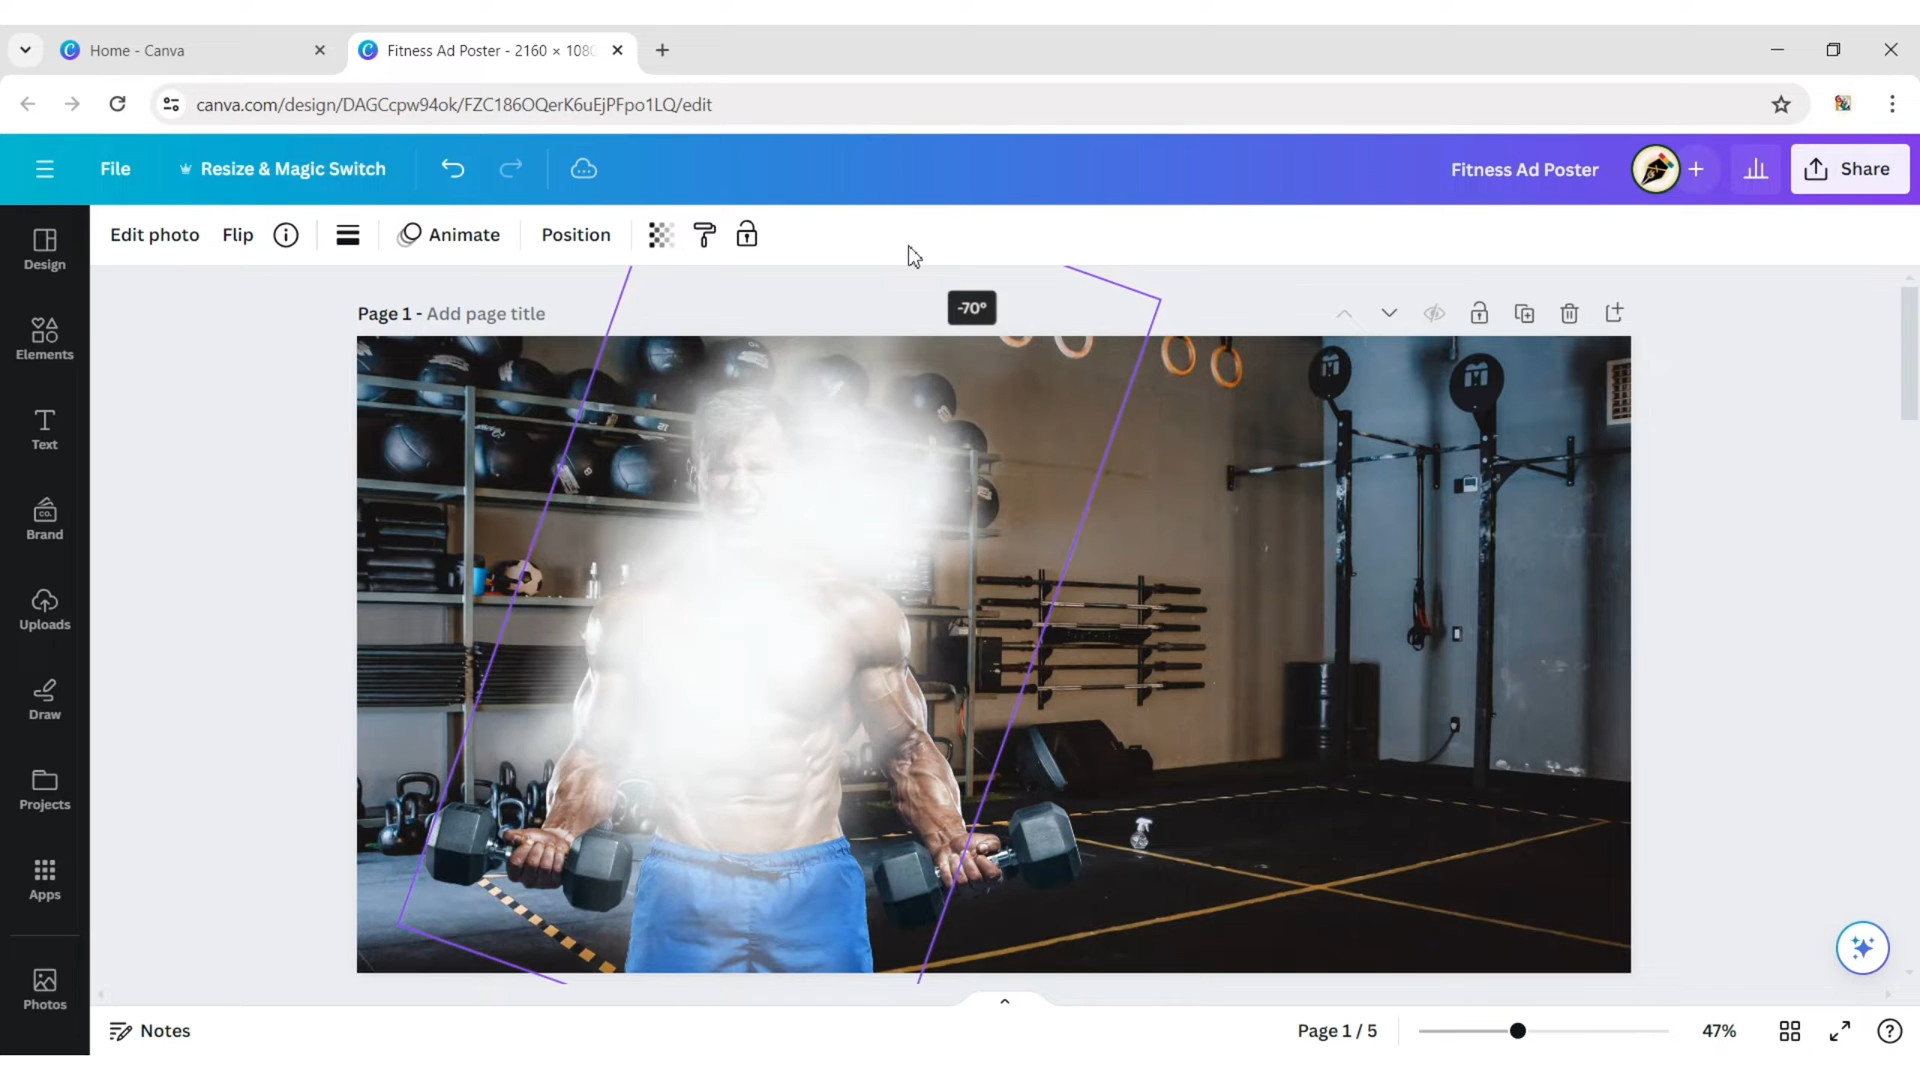 Home - Canva
Fitness Ad Poster - 2160 × 1080
canva.com/design/DAGCcpw94ok/FZC186OQerK6uEjPFpo1LQ/edit
File
Resize & Magic Switch
Fitness Ad Poster
Share
Edit photo
Flip
Animate
Position
Design
Elements
Text
Brand
CO.
Uploads
Draw
Projects
Apps
Photos
Page 1 - Add page title
-70°
Notes
Page 1 / 5
47%